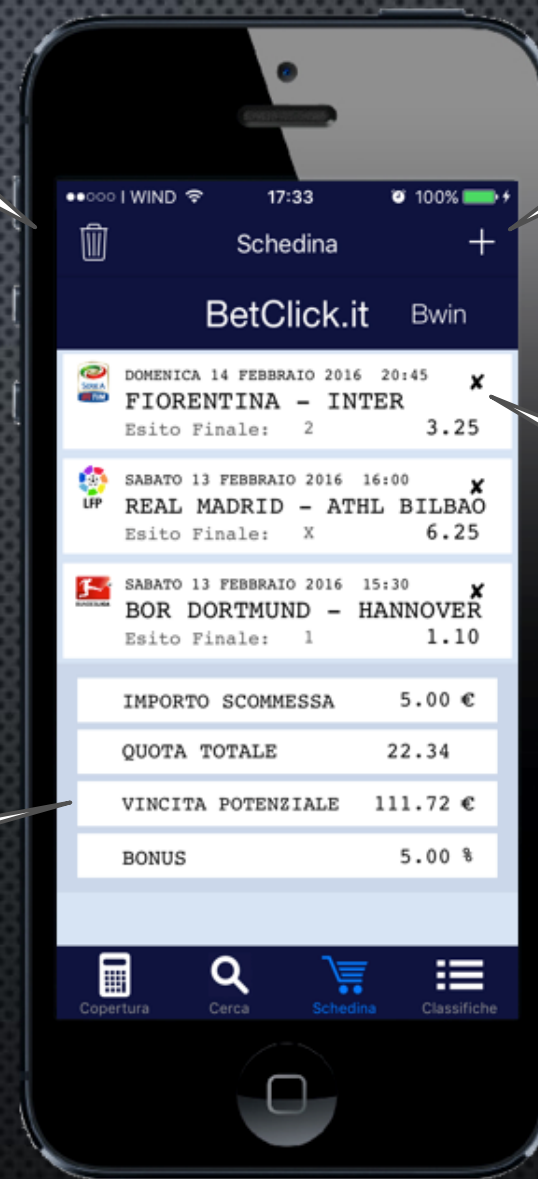 I WIND 17:33 100%
Schedina +
BetClick.it Bwin
DOMENICA 14 FEBBRAIO 2016 20:45 ✘
FIORENTINA - INTER
Esito Finale: 2 3.25
SABATO 13 FEBBRAIO 2016 16:00 ✘
LFP
REAL MADRID - ATHL BILBAO
Esito Finale: X 6.25
SABATO 13 FEBBRAIO 2016 15:30 ✘
BOR DORTMUND - HANNOVER
Esito Finale: 1 1.10
IMPORTO SCOMMESSA 5.00 €
QUOTA TOTALE 22.34
VINCITA POTENZIALE 111.72 €
BONUS 5.00 %
Copertura Cerca Schedina Classifiche